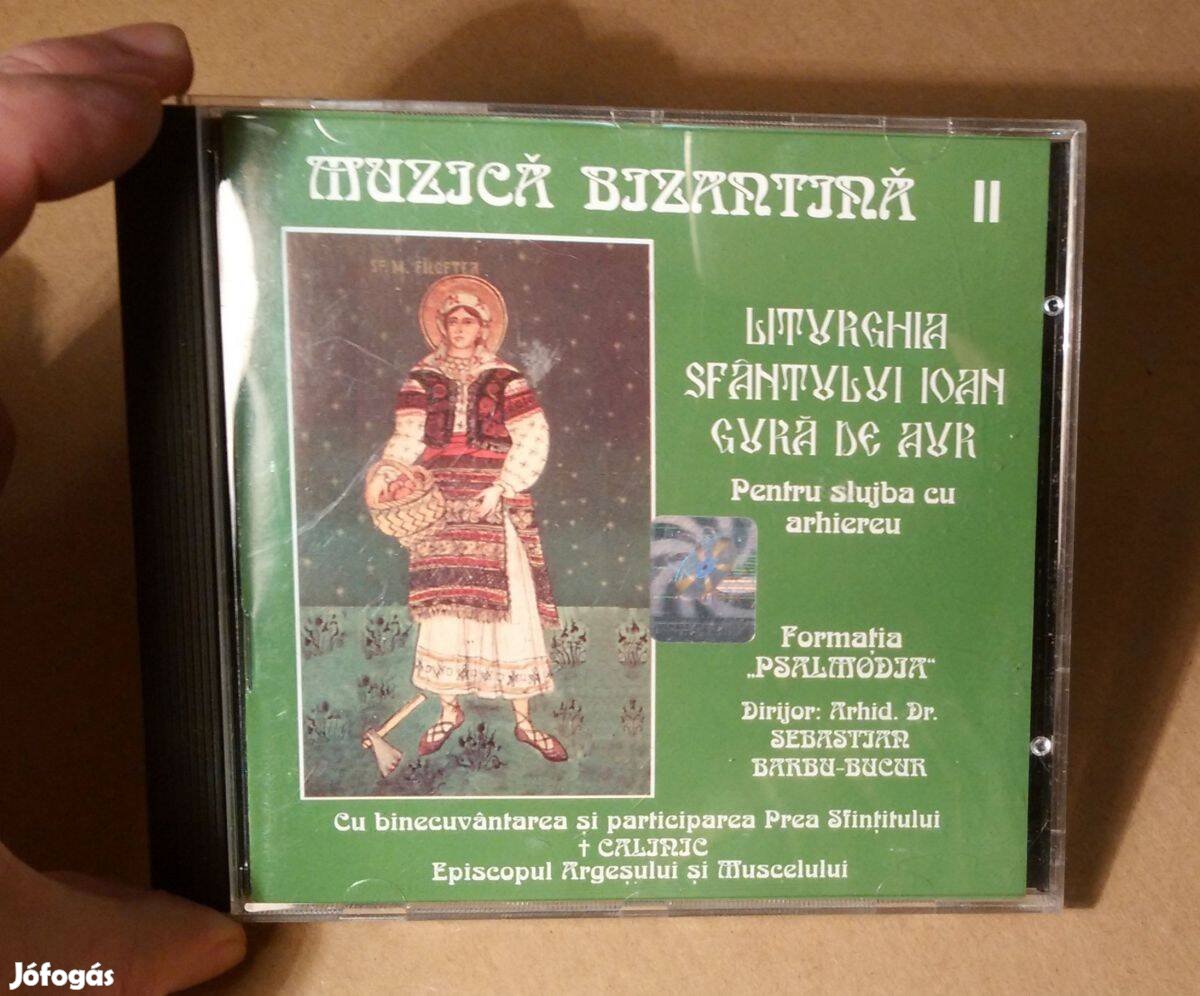 MUZICĂ BIZANTINĂ II
SF. M. FILOFTEA
LITURGHIA
SFÂNTULUI IOAN
GURĂ DE AUR
Pentru slujba cu
arhiereu
Formația
„PSALMODIA“
Dirijor: Arhid. Dr.
SEBASTIAN
BARBU-BUCUR
Cu binecuvântarea și participarea Prea Sfințitului
† CALINIC
Episcopul Argeșului și Muscelului
Jófogás